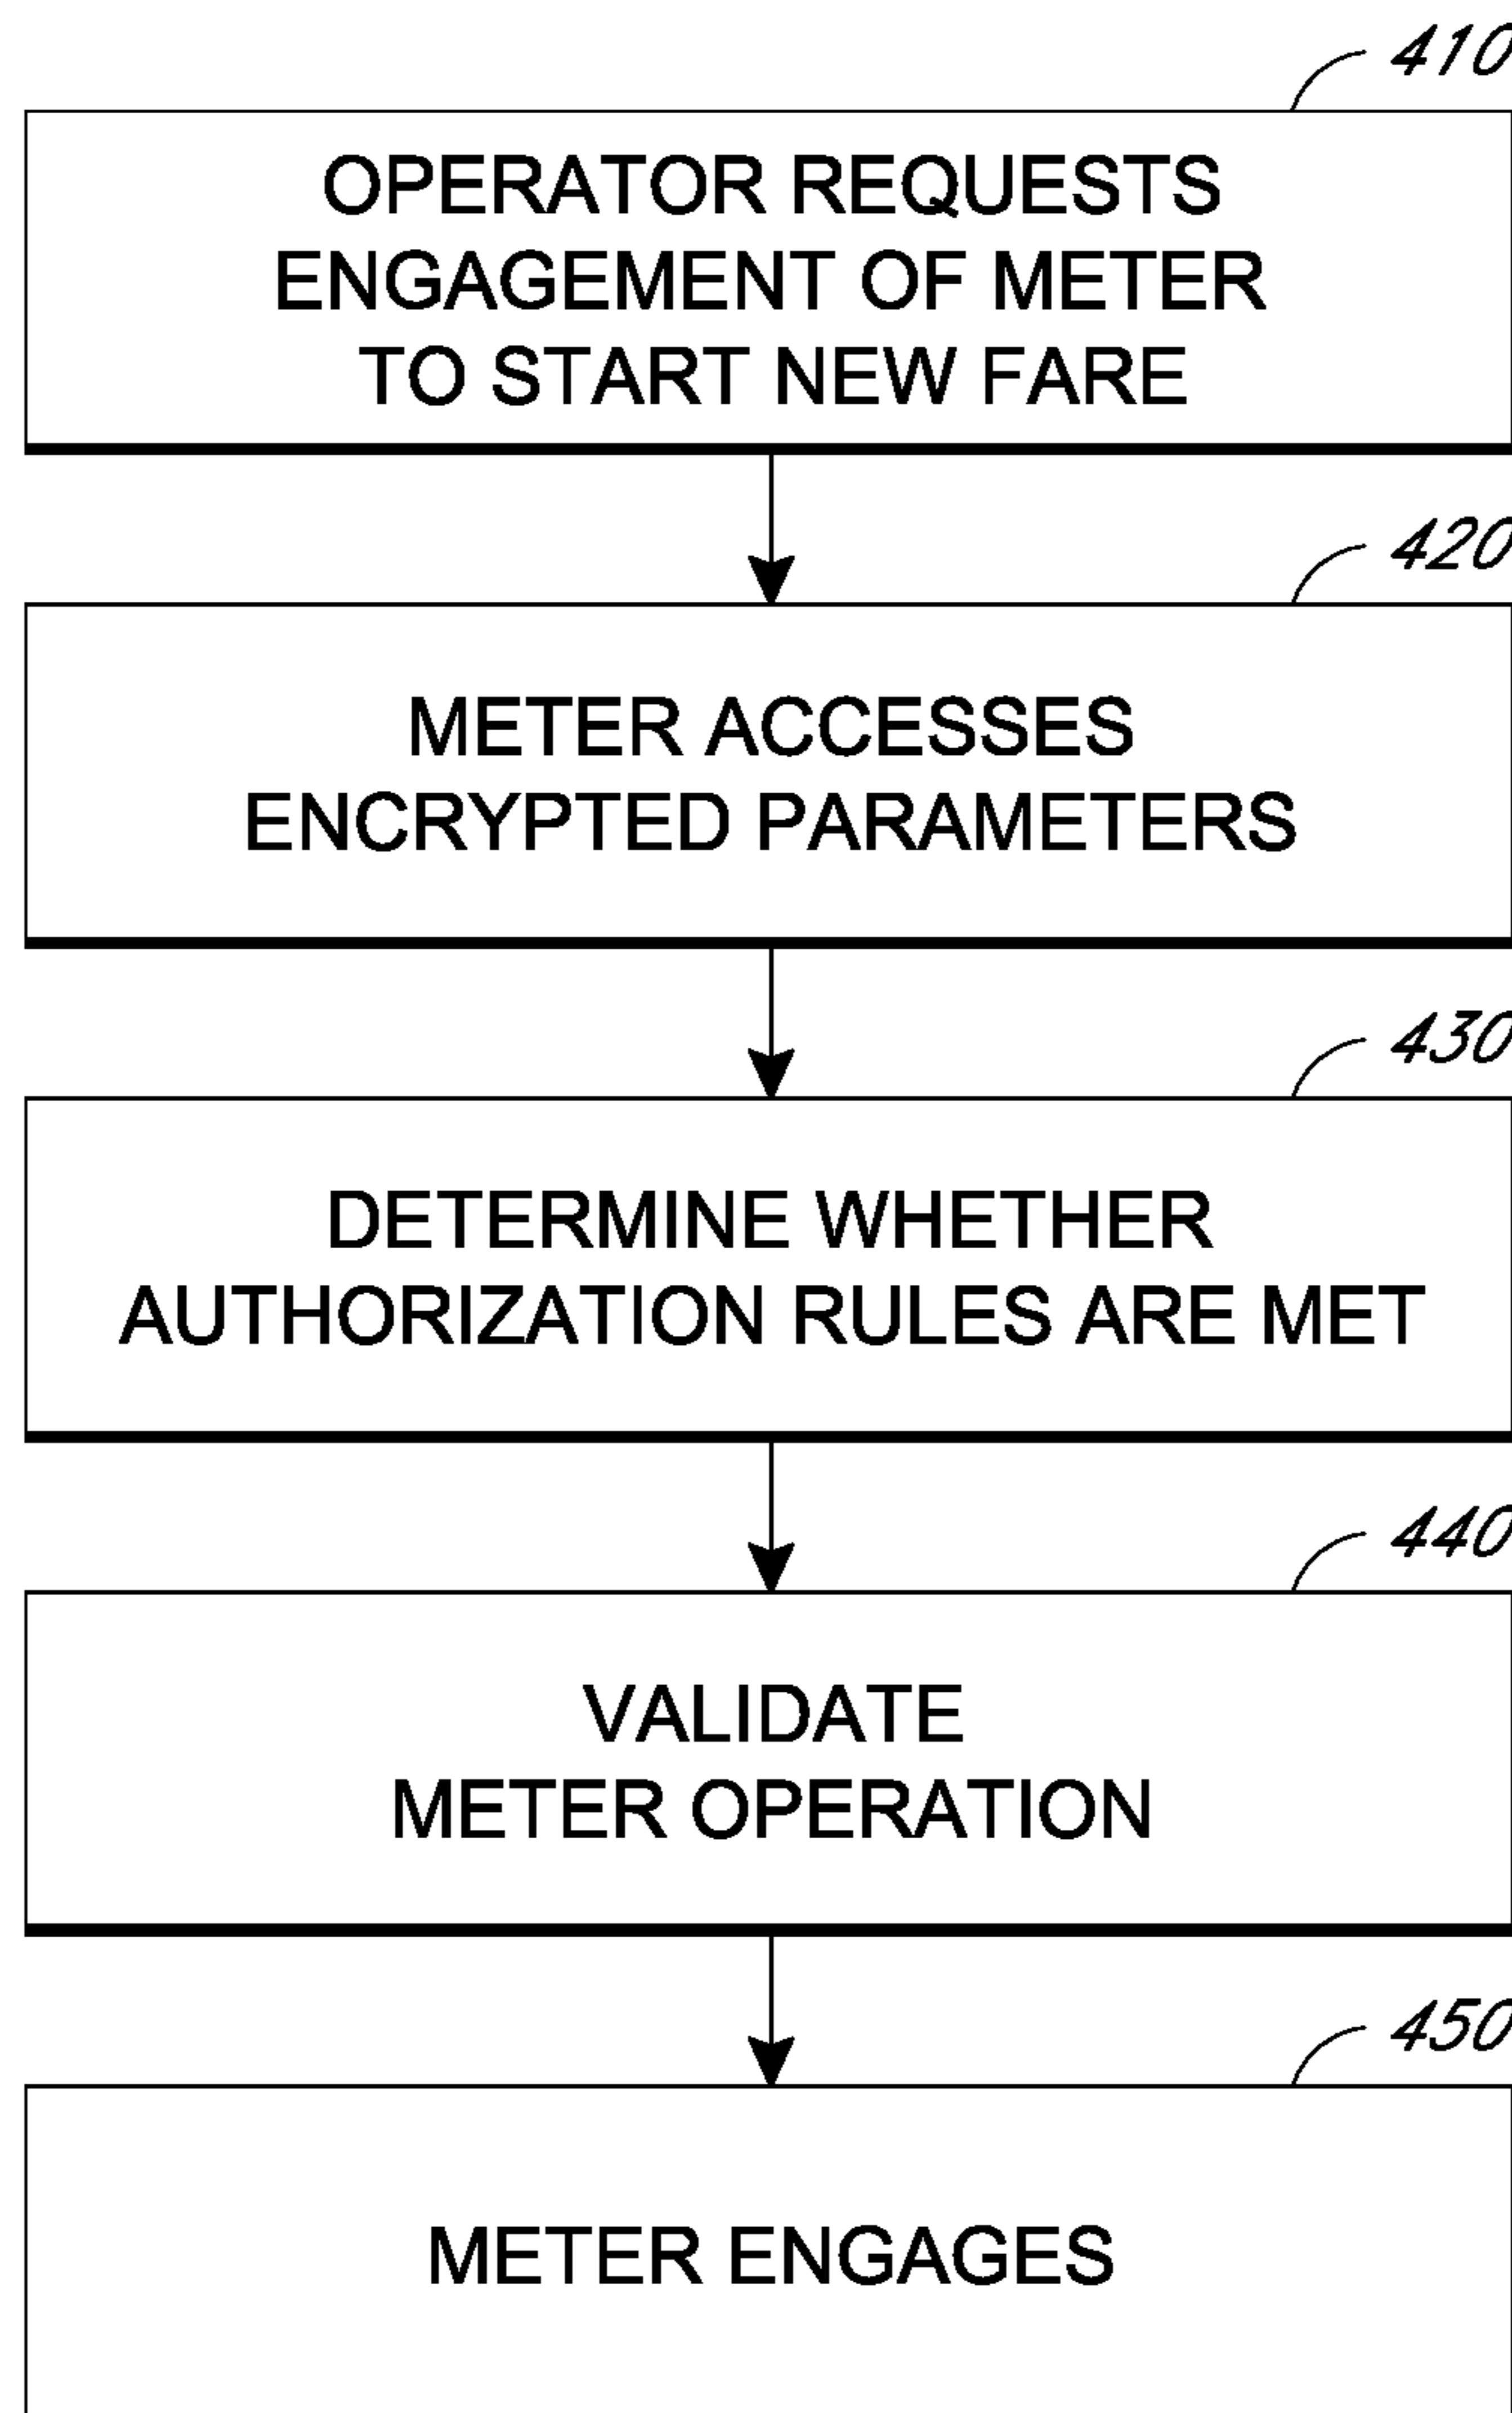 410
OPERATOR REQUESTS
ENGAGEMENT OF METER
TO START NEW FARE
420
METER ACCESSES
ENCRYPTED PARAMETERS
430
DETERMINE WHETHER
AUTHORIZATION RULES ARE MET
440
VALIDATE
METER OPERATION
450
METER ENGAGES